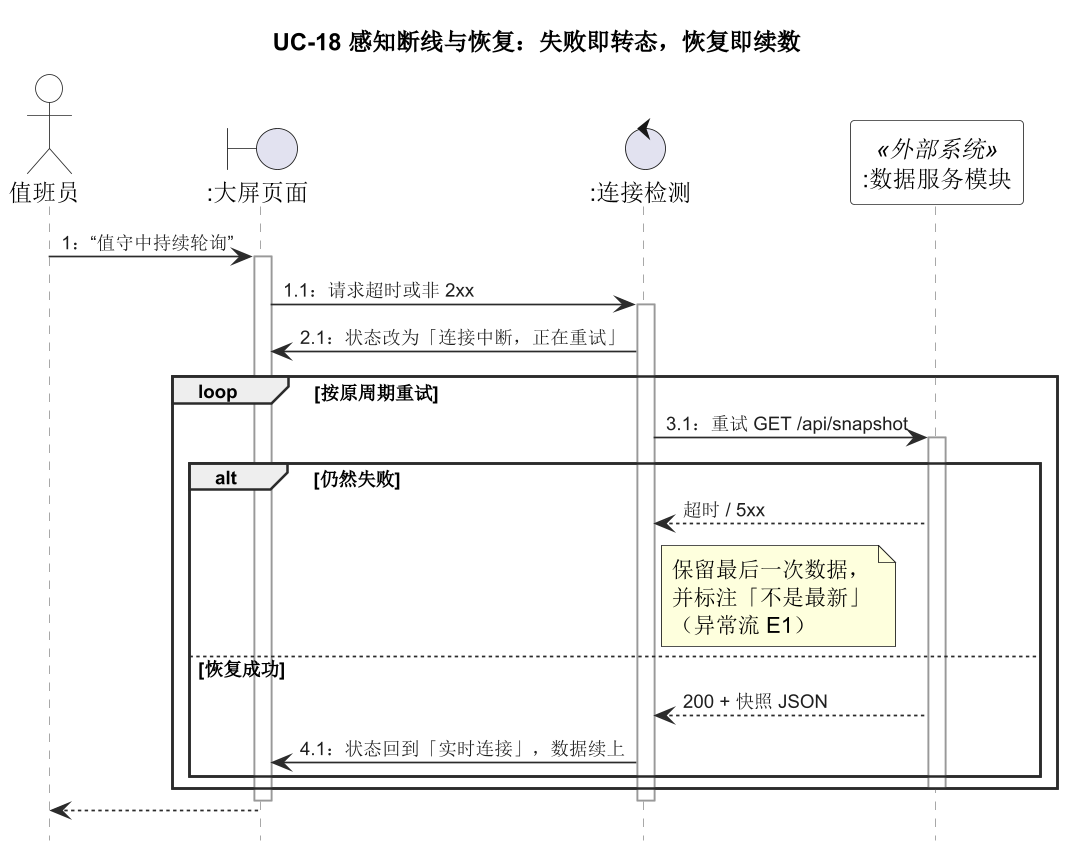 UC-18 感知断线与恢复：失败即转态，恢复即续数
值班员
:大屏页面
:连接检测
«外部系统»
:数据服务模块
1：“值守中持续轮询”
1.1：请求超时或非 2xx
2.1：状态改为「连接中断，正在重试」
loop
[按原周期重试]
3.1：重试 GET /api/snapshot
alt
[仍然失败]
超时 / 5xx
保留最后一次数据，
并标注「不是最新」
（异常流 E1）
[恢复成功]
200 + 快照 JSON
4.1：状态回到「实时连接」，数据续上